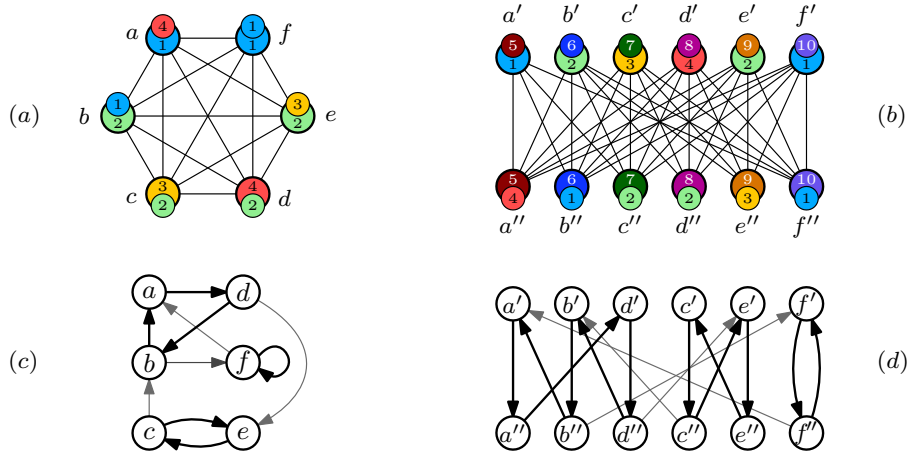 (a)
4 1
a 1 1 f
1 3
b 2 2 e
3 4
c 2 2 d
a′ b′ c′ d′ e′ f′
5 6 7 8 9 10
1 2 3 4 2 1
(b)
5 6 7 8 9 10
4 1 2 2 3 1
a′′ b′′ c′′ d′′ e′′ f′′
(c)
a d
b f
c e
a′ b′ d′ c′ e′ f′
(d)
a′′ b′′ d′′ c′′ e′′ f′′